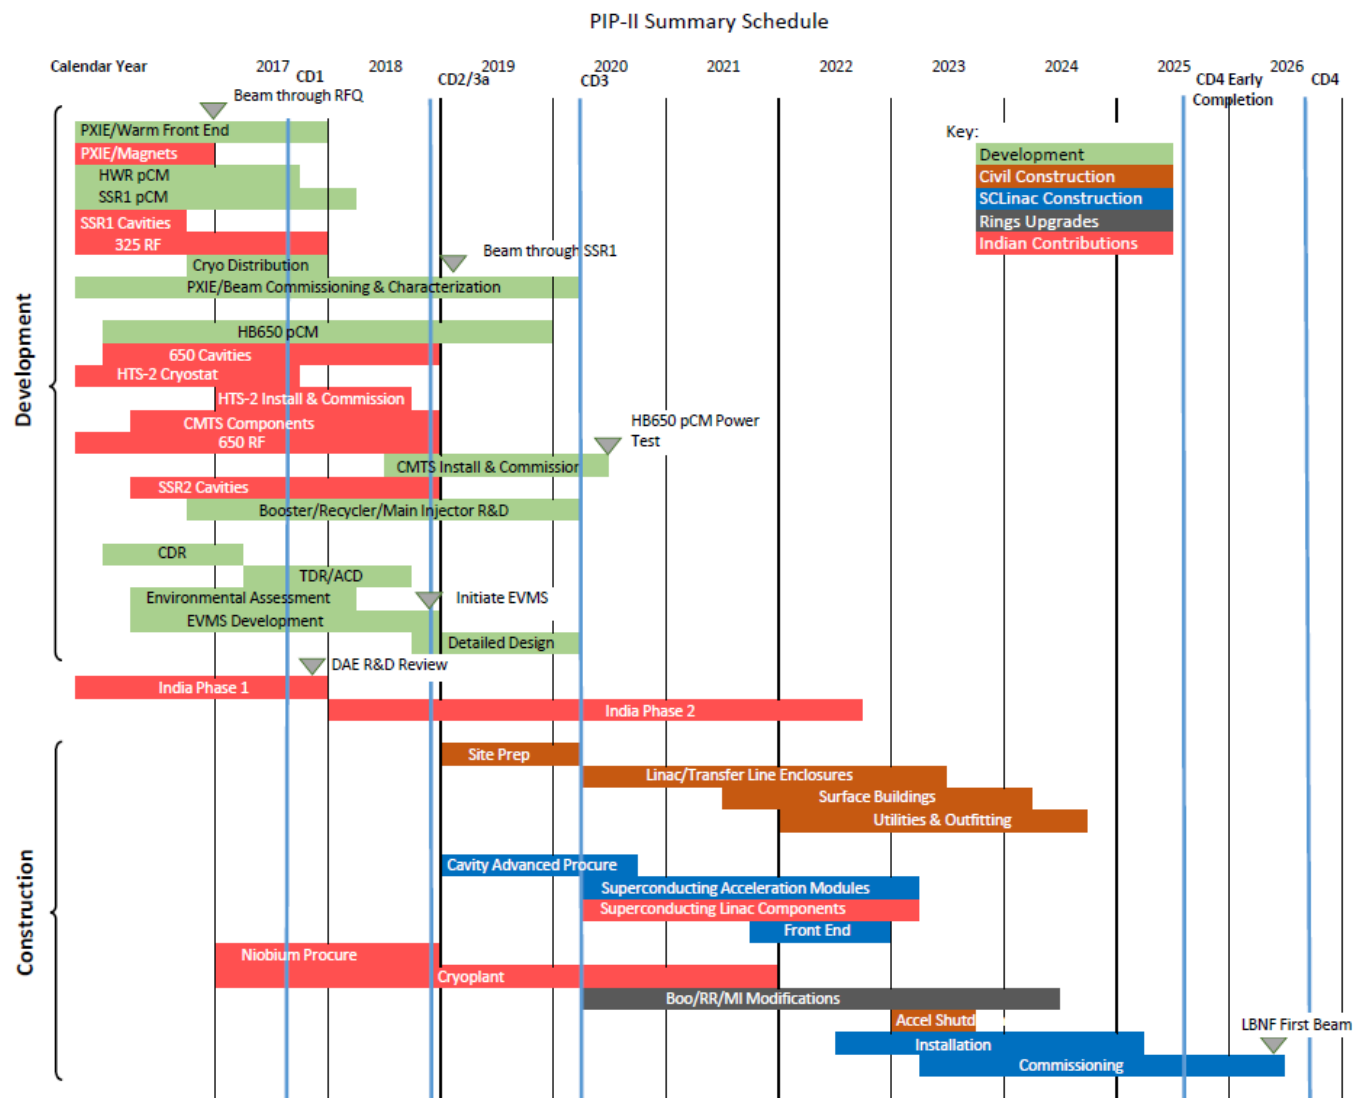 PIP-II Summary Schedule
Calendar Year 2017 2018 2019 2020 2021 2022 2023 2024 2025 2026
CD1 CD2/3a CD3 CD4 Early CD4
Completion
Beam through RFQ
PXIE/Warm Front End
Key:
PXIE/Magnets
Development
HWR pCM
Civil Construction
SSR1 pCM
SCLinac Construction
SSR1 Cavities
Rings Upgrades
325 RF
Indian Contributions
Beam through SSR1
Cryo Distribution
PXIE/Beam Commissioning & Characterization
HB650 pCM
650 Cavities
HTS-2 Cryostat
HTS-2 Install & Commission
CMTS Components
HB650 pCM Power
Test
650 RF
CMTS Install & Commission
SSR2 Cavities
Booster/Recycler/Main Injector R&D
CDR
TDR/ACD
Environmental Assessment
Initiate EVMS
EVMS Development
Detailed Design
DAE R&D Review
India Phase 1
India Phase 2
Development
Site Prep
Linac/Transfer Line Enclosures
Surface Buildings
Utilities & Outfitting
Cavity Advanced Procure
Superconducting Acceleration Modules
Superconducting Linac Components
Front End
Niobium Procure
Cryoplant
Boo/RR/MI Modifications
Accel Shutd
LBNF First Beam
Installation
Commissioning
Construction